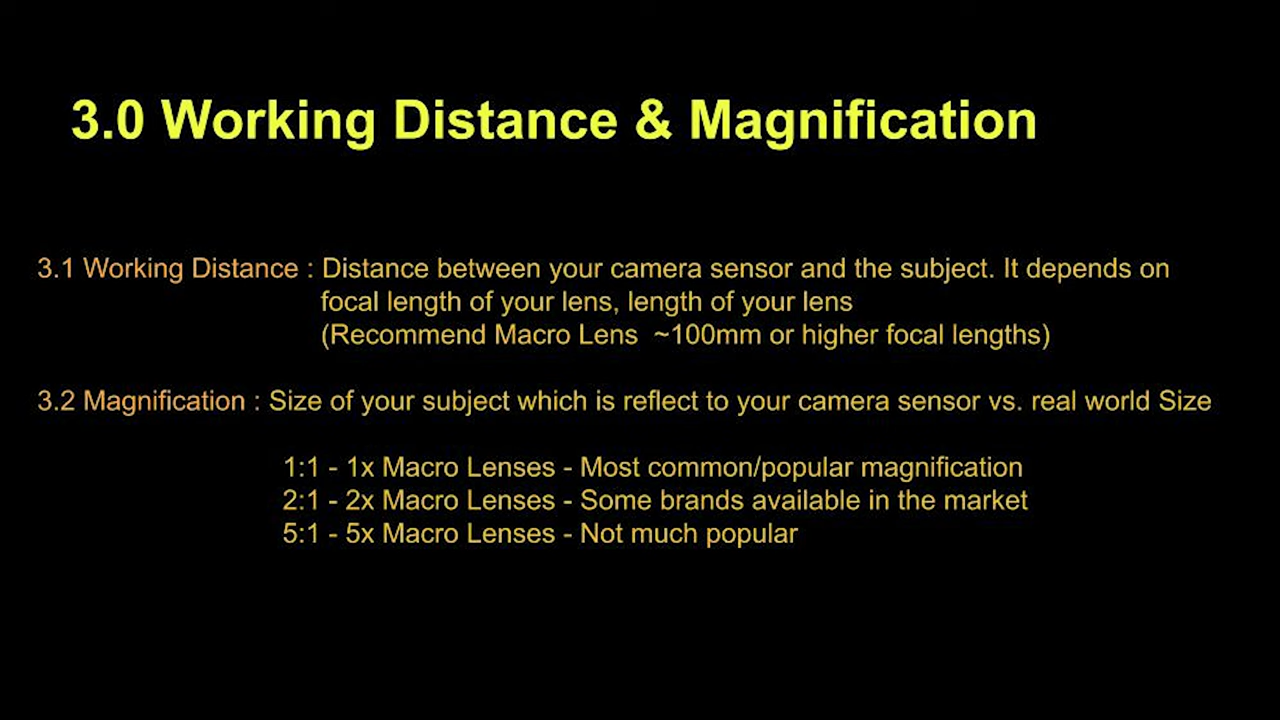 3.0 Working Distance & Magnification
3.1 Working Distance : Distance between your camera sensor and the subject. It depends on
focal length of your lens, length of your lens
(Recommend Macro Lens ~100mm or higher focal lengths)
3.2 Magnification : Size of your subject which is reflect to your camera sensor vs. real world Size
1:1 - 1x Macro Lenses - Most common/popular magnification
2:1 - 2x Macro Lenses - Some brands available in the market
5:1 - 5x Macro Lenses - Not much popular